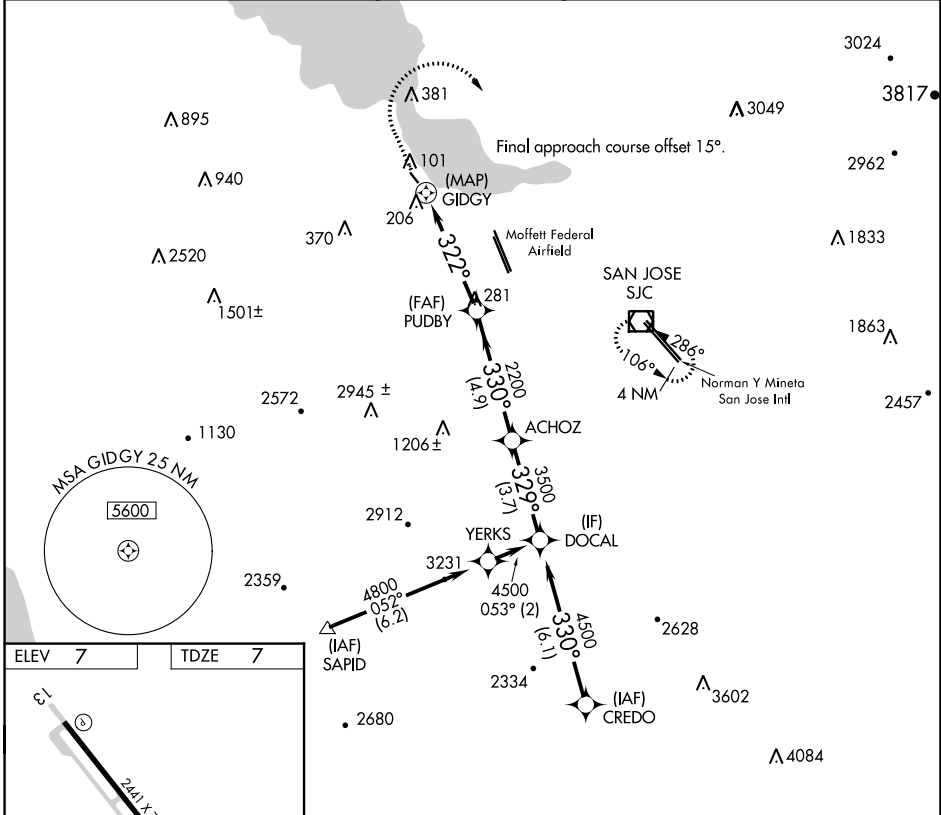 3024
3817
381
3049
895
Final approach course offset 15°.
2962
101
(MAP)
GIDGY
940
206
370
322°
Moffett Federal
Airfield
1833
2520
SAN JOSE
SJC
281
(FAF)
PUDBY
1501±
286°
106°
4 NM
1863
Norman Y Mineta
San Jose Intl
2200
330°
(4.9)
2945 ±
2572
2457
1206±
1130
ACHOZ
MSA GIDGY 25 NM
5600
3500
329°
(3.7)
2912
YERKS
(IF)
DOCAL
3231
2359
4800
052°
(6.2)
4500
053° (2)
4500
330°
(6.1)
2628
(IAF)
SAPID
ELEV 7
TDZE 7
2334
3602
(IAF)
CREDO
2680
13
P
2441 X
4084